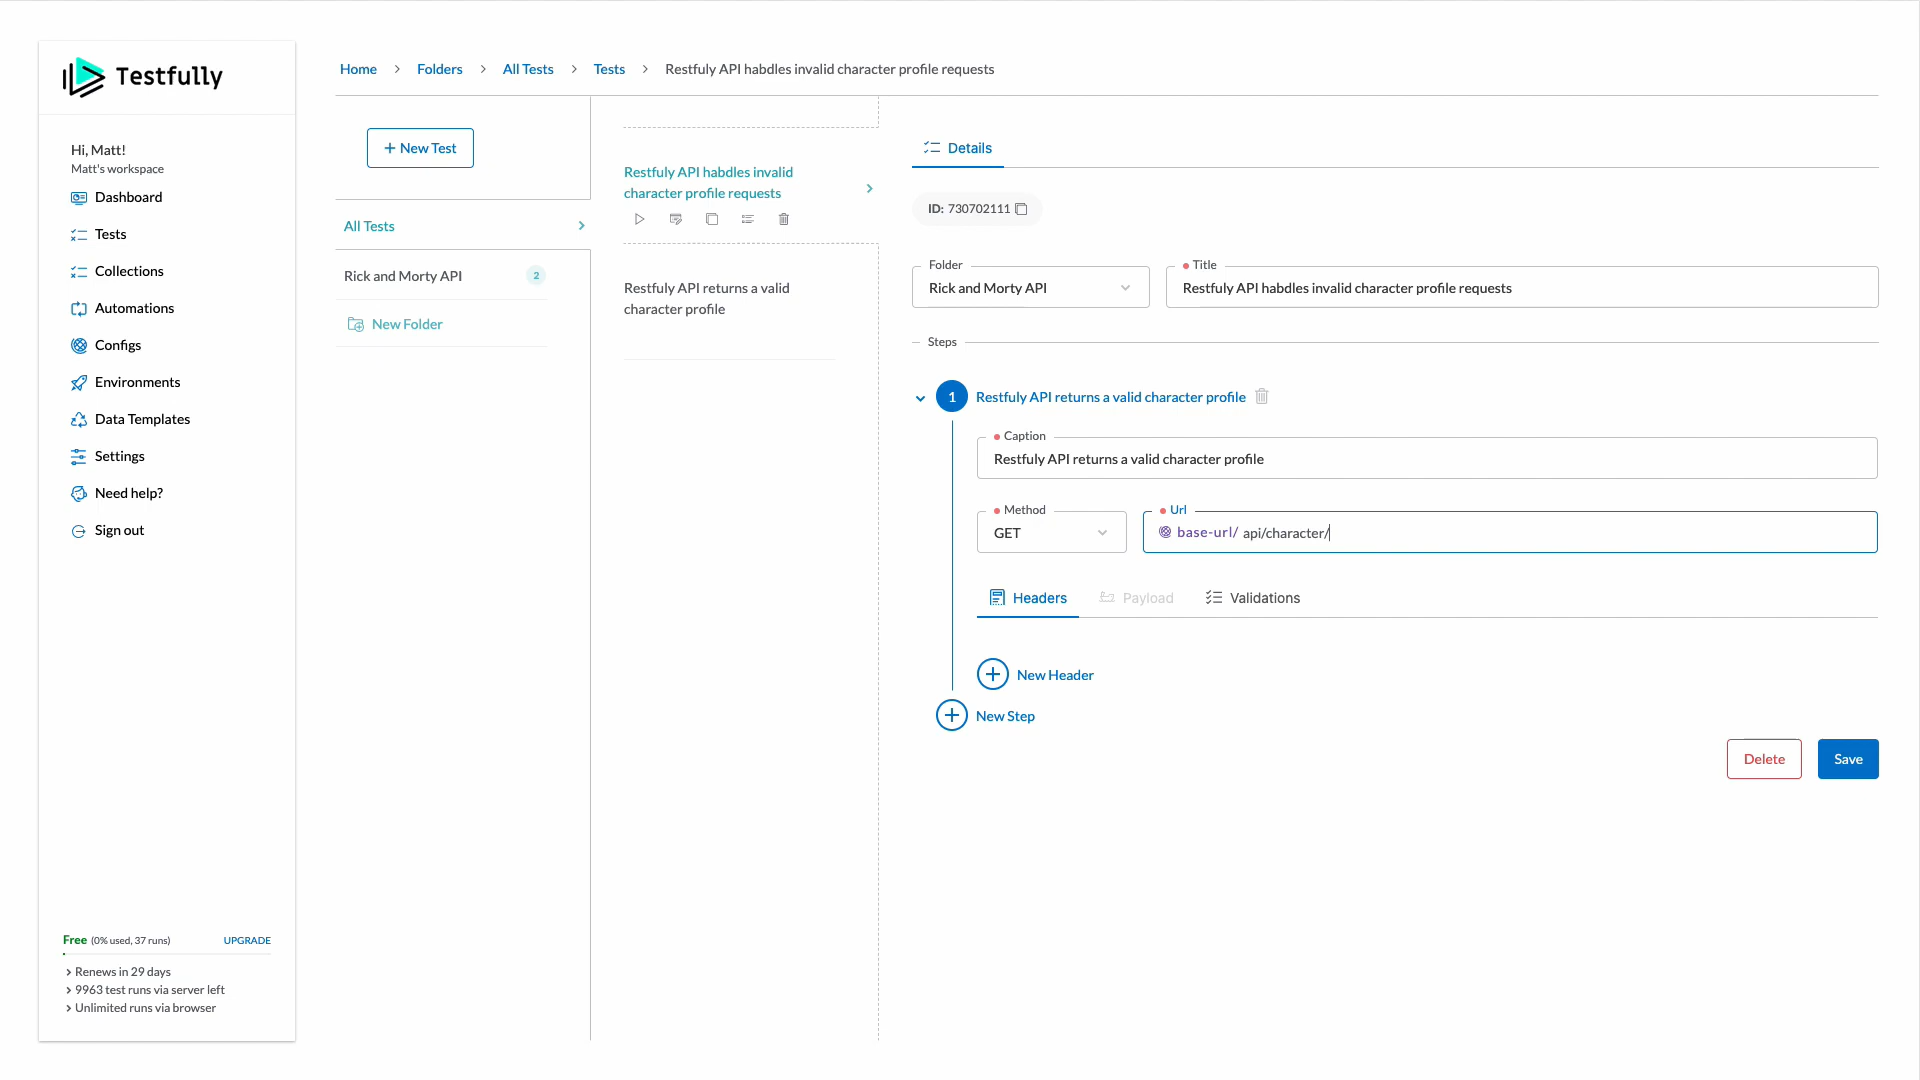 Testfully
Hi, Matt!
Matt's workspace
Dashboard
Tests
Collections
Automations
Configs
Environments
Data Templates
Settings
Need help?
Sign out
Free (0% used, 37 runs) UPGRADE
Renews in 29 days
9963 test runs via server left
Unlimited runs via browser
Home > Folders > All Tests > Tests > Restfuly API habdles invalid character profile requests
+ New Test
All Tests
Rick and Morty API 2
New Folder
Restfuly API habdles invalid
character profile requests
Restfuly API returns a valid
character profile
Details
ID: 730702111
Folder
Rick and Morty API
Title
Restfuly API habdles invalid character profile requests
Steps
1 Restfuly API returns a valid character profile
Caption
Restfuly API returns a valid character profile
Method
GET
Url
base-url/ api/character/
Headers Payload Validations
New Header
New Step
Delete Save